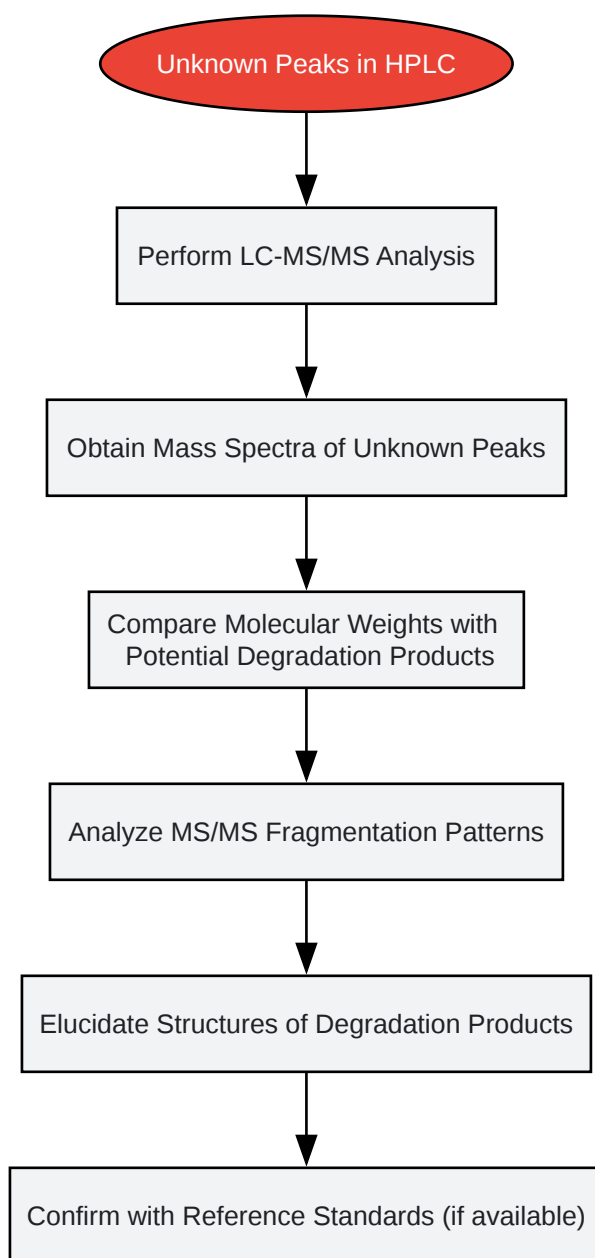 Unknown Peaks in HPLC
Perform LC-MS/MS Analysis
Obtain Mass Spectra of Unknown Peaks
Compare Molecular Weights with
Potential Degradation Products
Analyze MS/MS Fragmentation Patterns
Elucidate Structures of Degradation Products
Confirm with Reference Standards (if available)